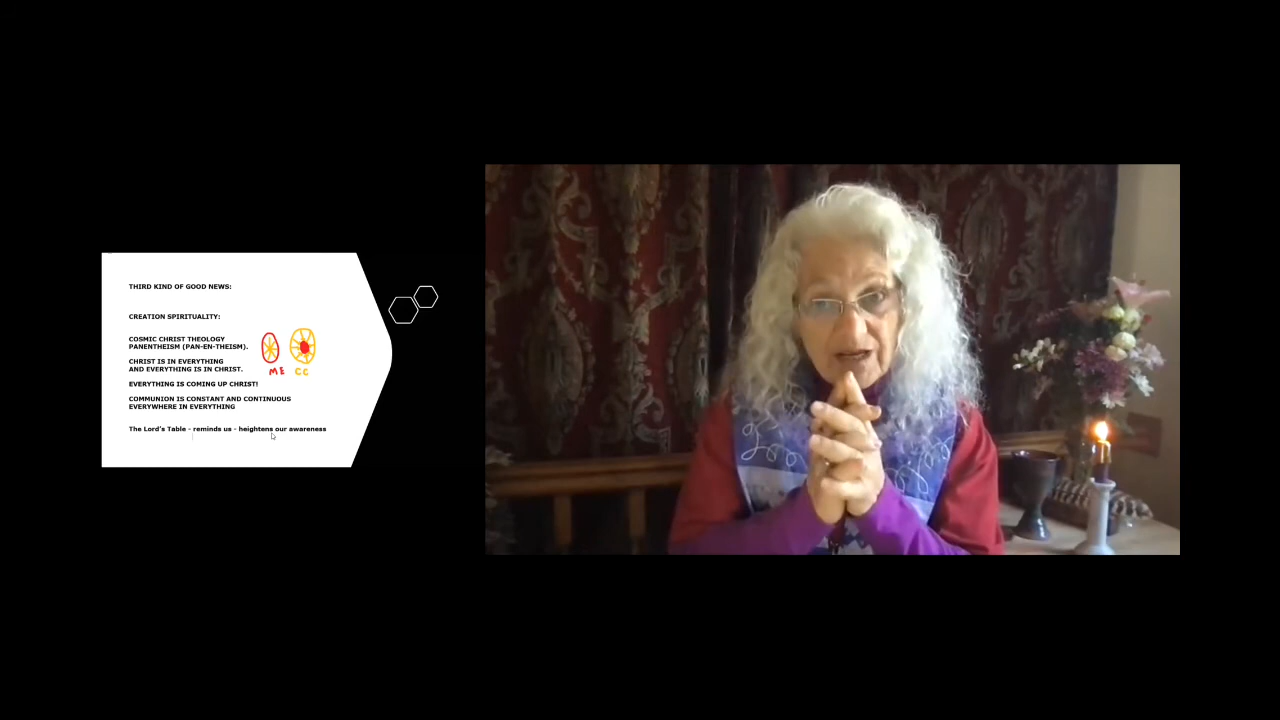 THIRD KIND OF GOOD NEWS:
CREATION SPIRITUALITY:
COSMIC CHRIST THEOLOGY
PANENTHEISM (PAN-EN-THEISM).
CHRIST IS IN EVERYTHING
AND EVERYTHING IS IN CHRIST.
ME CC
EVERYTHING IS COMING UP CHRIST!
COMMUNION IS CONSTANT AND CONTINUOUS
EVERYWHERE IN EVERYTHING
The Lord's Table - reminds us - heightens our awareness